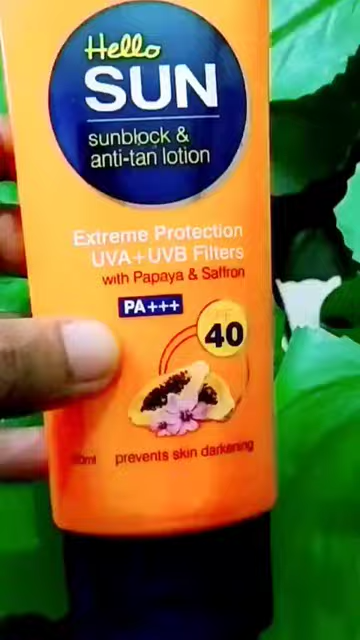 Hello
SUN
sunblock &
anti-tan lotion
Extreme Protection
UVA+UVB Filters
with Papaya & Saffron
PA+++
40
prevents skin darkening